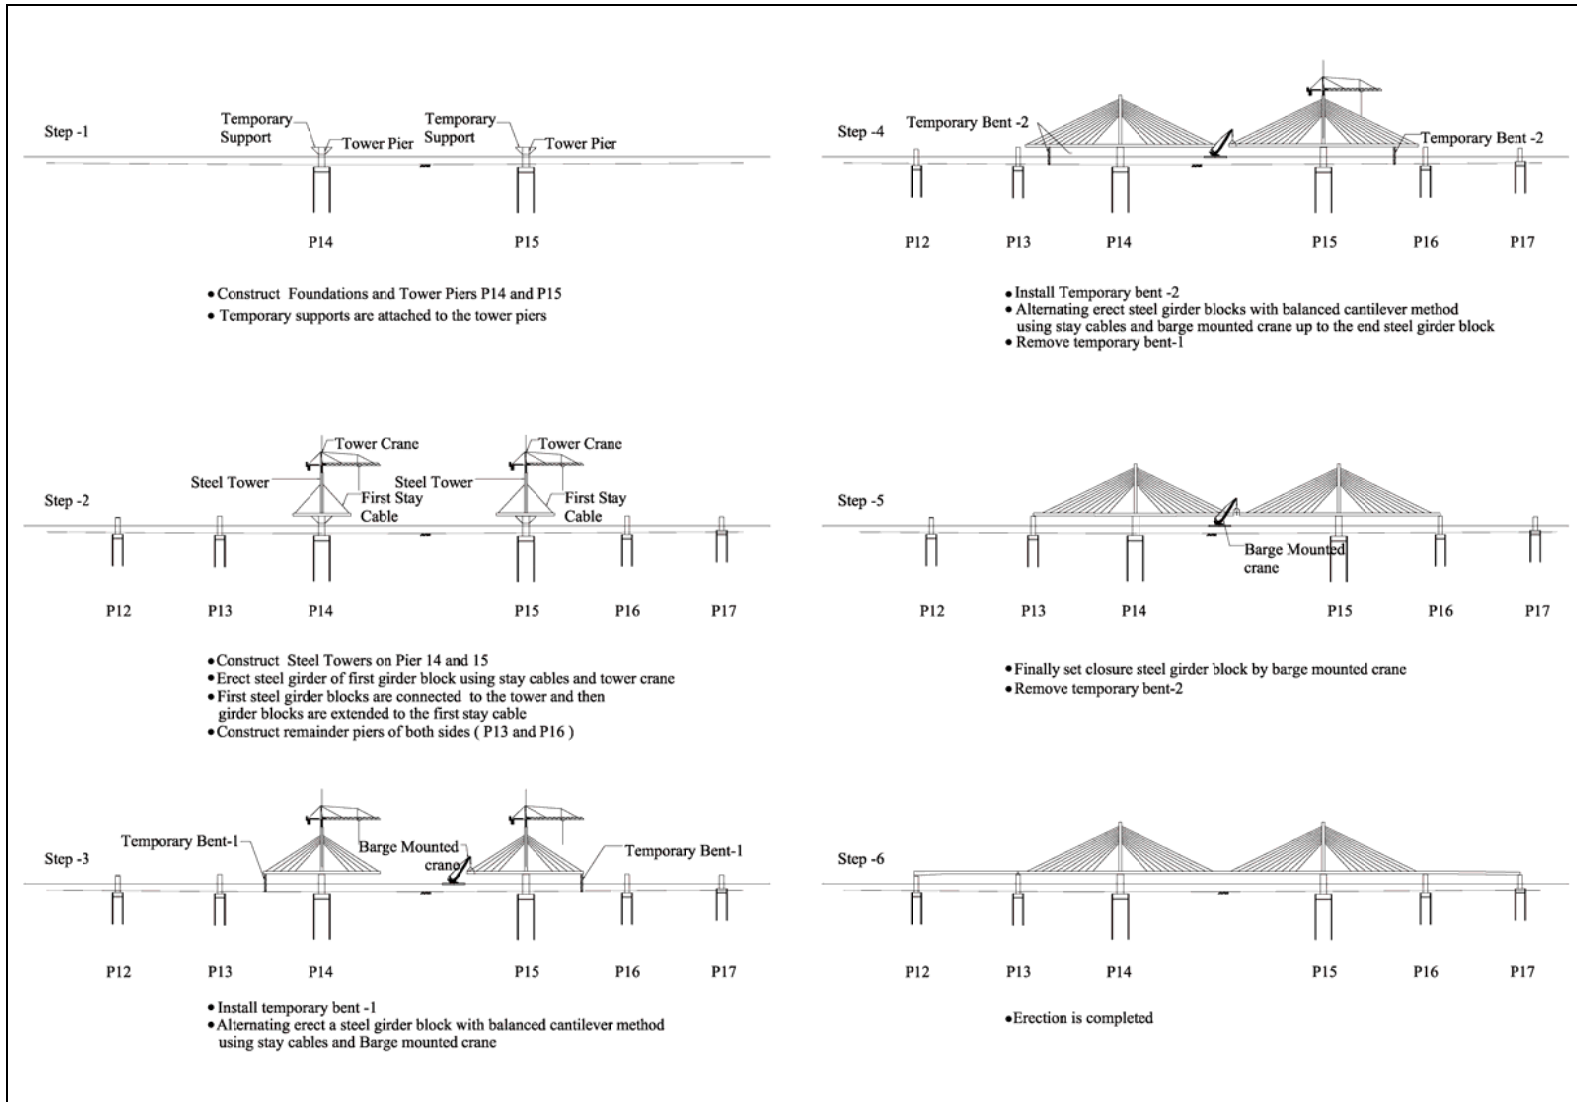 Step -1
Temporary
Support
Tower Pier
Temporary
Support
Tower Pier
P14
P15
• Construct  Foundations and Tower Piers P14 and P15
• Temporary supports are attached to the tower piers
Step -2
Tower Crane
Steel Tower
First Stay
Cable
Tower Crane
Steel Tower
First Stay
Cable
P12
P13
P14
P15
P16
P17
• Construct  Steel Towers on Pier 14 and 15
• Erect steel girder of first girder block using stay cables and tower crane
• First steel girder blocks are connected  to the tower and then
girder blocks are extended to the first stay cable
• Construct remainder piers of both sides ( P13 and P16 )
Step -3
Temporary Bent-1
Barge Mounted
crane
Temporary Bent-1
P12
P13
P14
P15
P16
P17
• Install temporary bent -1
• Alternating erect a steel girder block with balanced cantilever method
using stay cables and Barge mounted crane
Step -4
Temporary Bent -2
Temporary Bent -2
P12
P13
P14
P15
P16
P17
• Install Temporary bent -2
• Alternating erect steel girder blocks with balanced cantilever method
using stay cables and barge mounted crane up to the end steel girder block
• Remove temporary bent-1
Step -5
Barge Mounted
crane
P12
P13
P14
P15
P16
P17
• Finally set closure steel girder block by barge mounted crane
• Remove temporary bent-2
Step -6
P12
P13
P14
P15
P16
P17
• Erection is completed